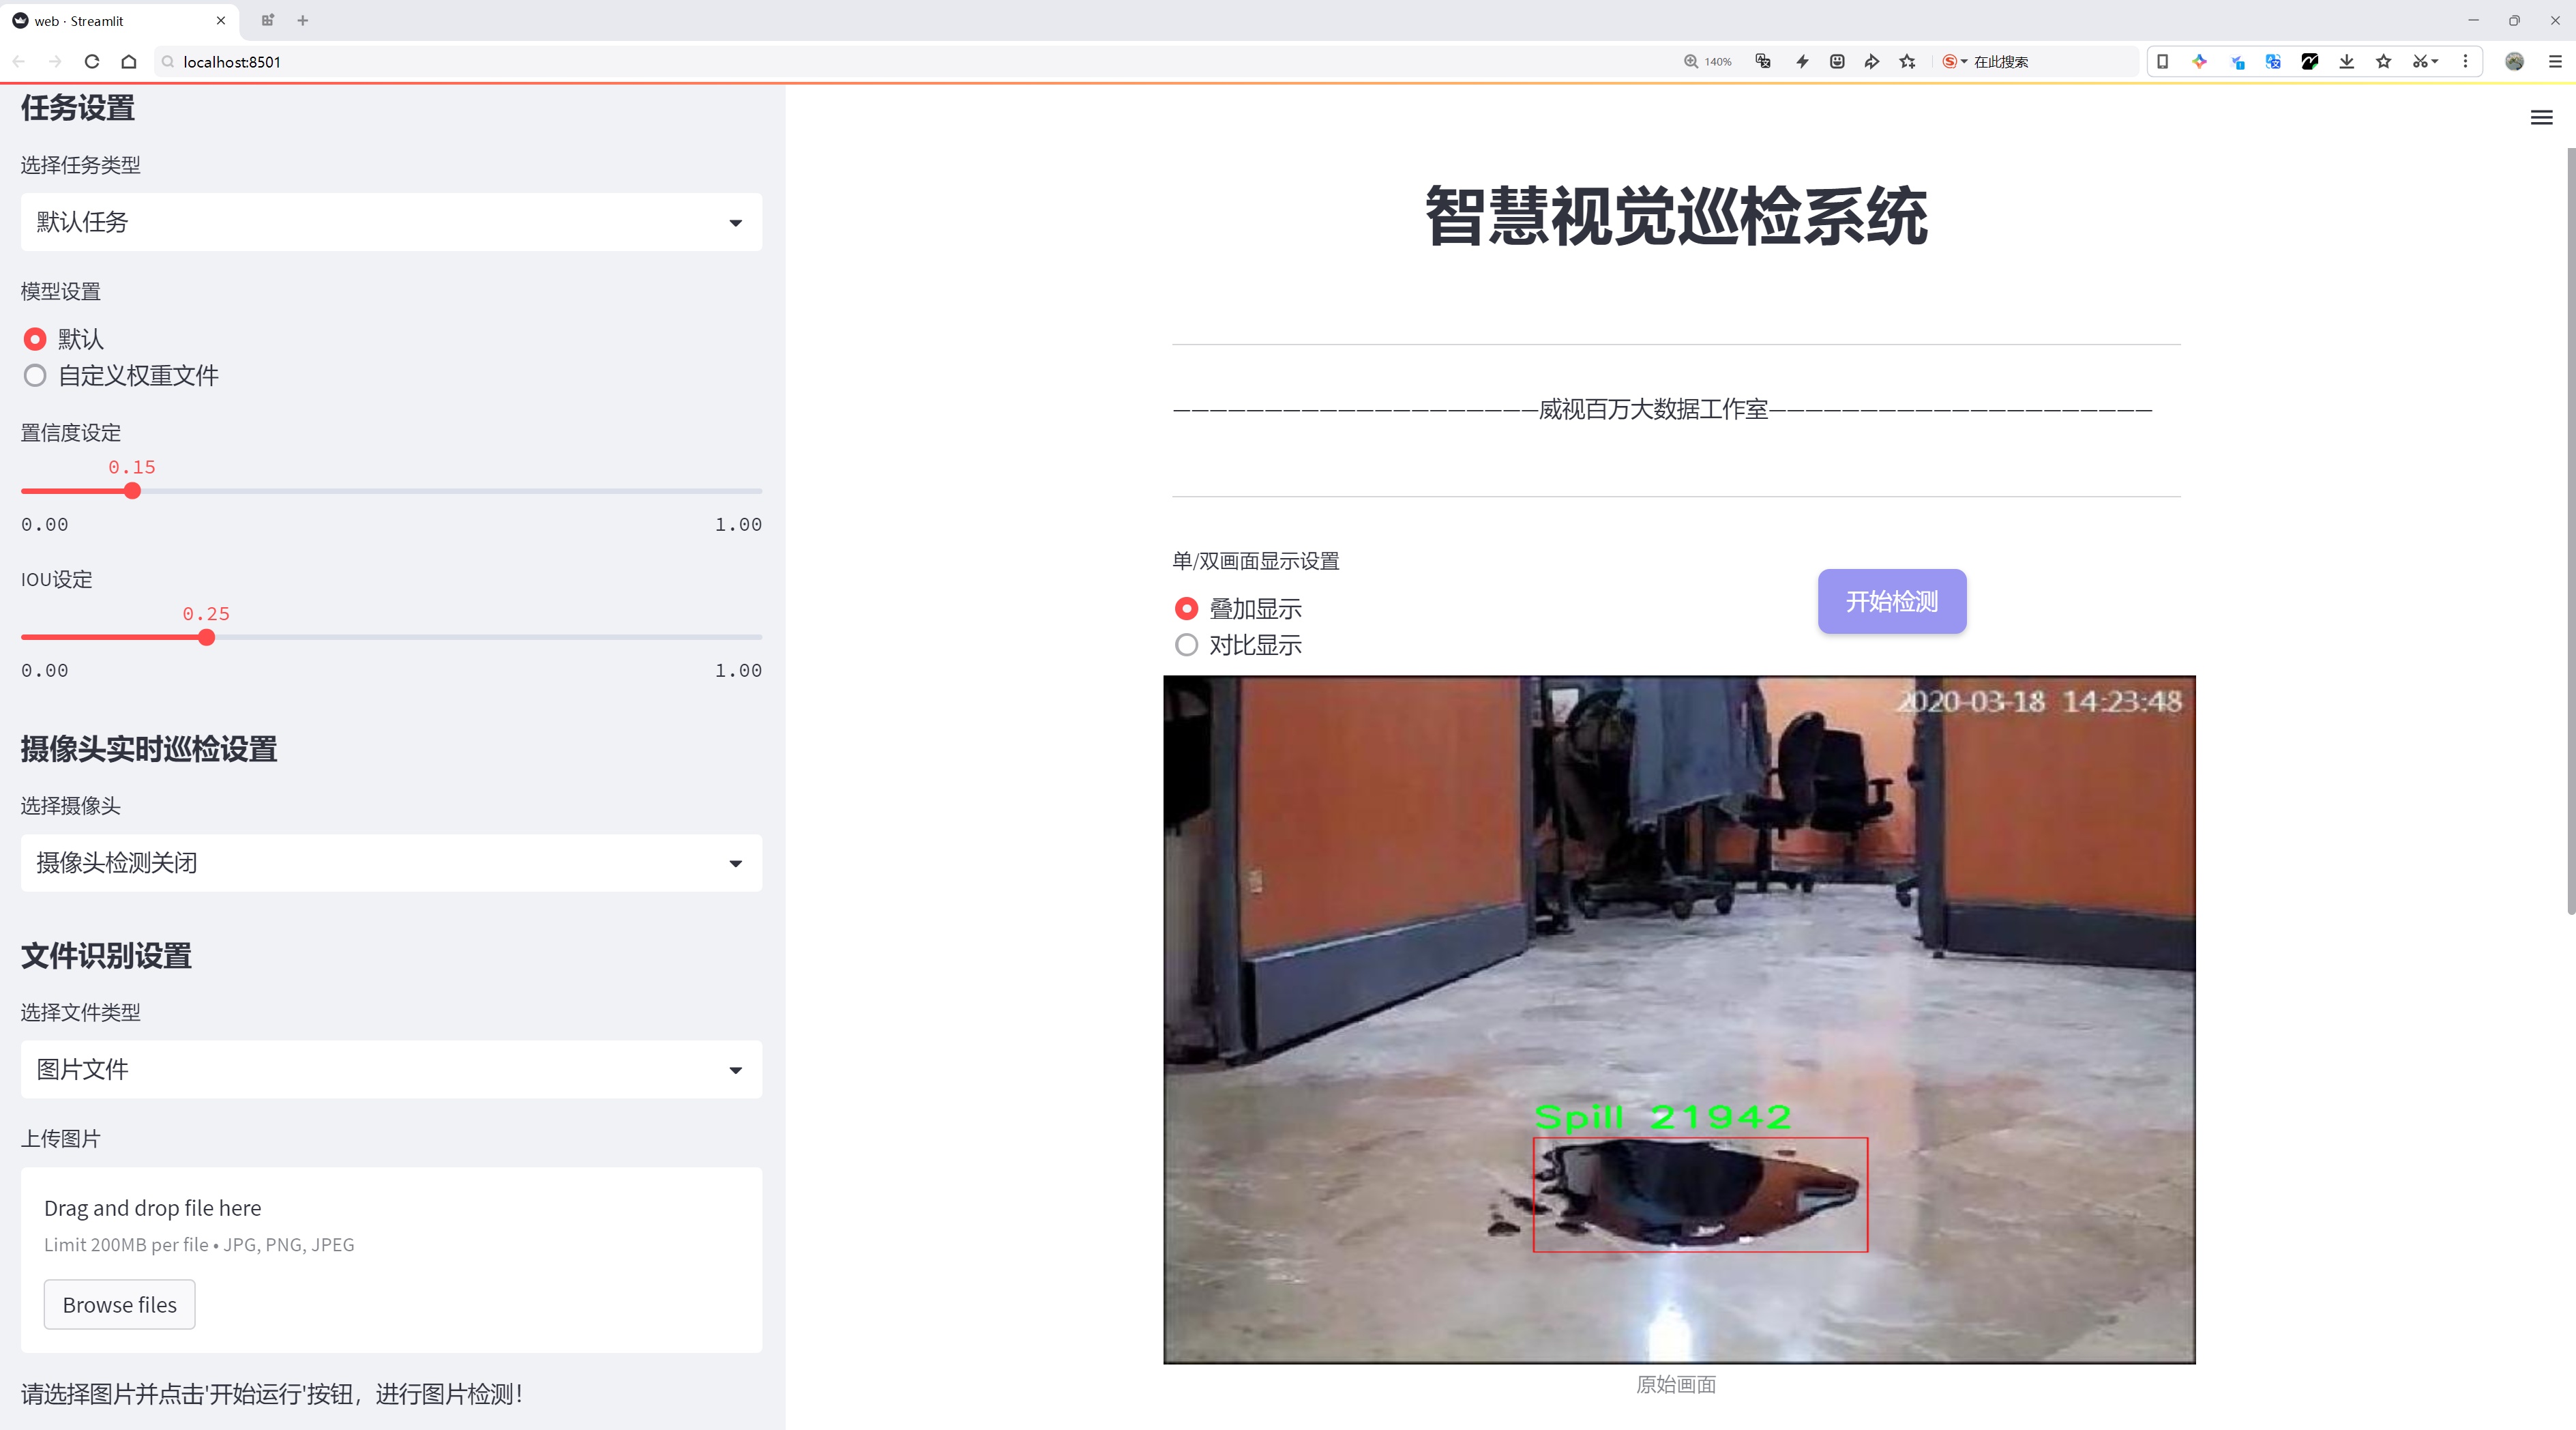 web · Streamlit
localhost:8501
140%
在此搜索
任务设置
选择任务类型
默认任务
模型设置
默认
自定义权重文件
置信度设定
0.15
0.00
1.00
IOU设定
0.25
0.00
1.00
摄像头实时巡检设置
选择摄像头
摄像头检测关闭
文件识别设置
选择文件类型
图片文件
上传图片
Drag and drop file here
Limit 200MB per file • JPG, PNG, JPEG
Browse files
请选择图片并点击'开始运行'按钮，进行图片检测！
智慧视觉巡检系统
————————————————————威视百万大数据工作室—————————————————————
单/双画面显示设置
叠加显示
对比显示
开始检测
2020-03-18 14:23:48
Spill 21942
原始画面